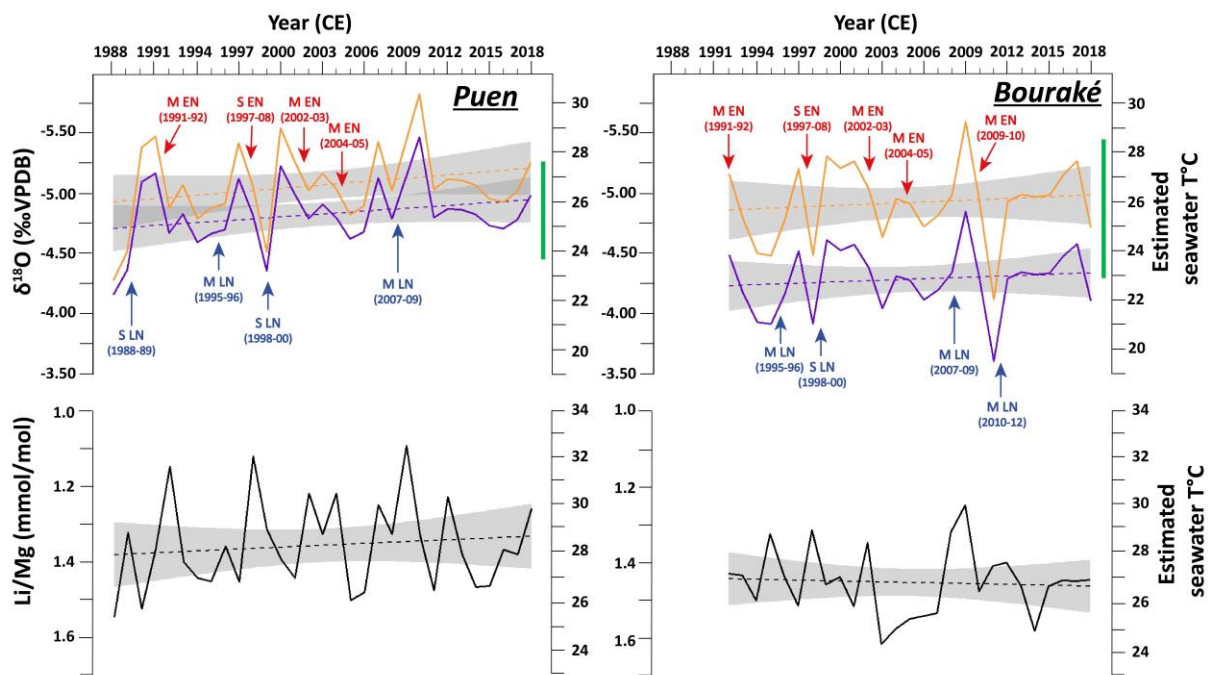 Year (CE)
1988 1991 1994 1997 2000 2003 2006 2009 2012 2015 2018
Puen
δ¹⁸O (‰VPDB)
-5.50
-5.00
-4.50
-4.00
-3.50
30
28
26
24
22
20
M EN
(1991-92)
S EN
(1997-08)
M EN
(2002-03)
M EN
(2004-05)
S LN
(1988-89)
M LN
(1995-96)
S LN
(1998-00)
M LN
(2007-09)
Year (CE)
1988 1991 1994 1997 2000 2003 2006 2009 2012 2015 2018
Bouraké
-5.50
-5.00
-4.50
-4.00
-3.50
30
28
26
24
22
20
Estimated
seawater T°C
M EN
(1991-92)
S EN
(1997-08)
M EN
(2002-03)
M EN
(2004-05)
M EN
(2009-10)
M LN
(1995-96)
S LN
(1998-00)
M LN
(2007-09)
M LN
(2010-12)
Li/Mg (mmol/mol)
1.0
1.2
1.4
1.6
34
32
30
28
26
24
1.0
1.2
1.4
1.6
34
32
30
28
26
24
Estimated
seawater T°C